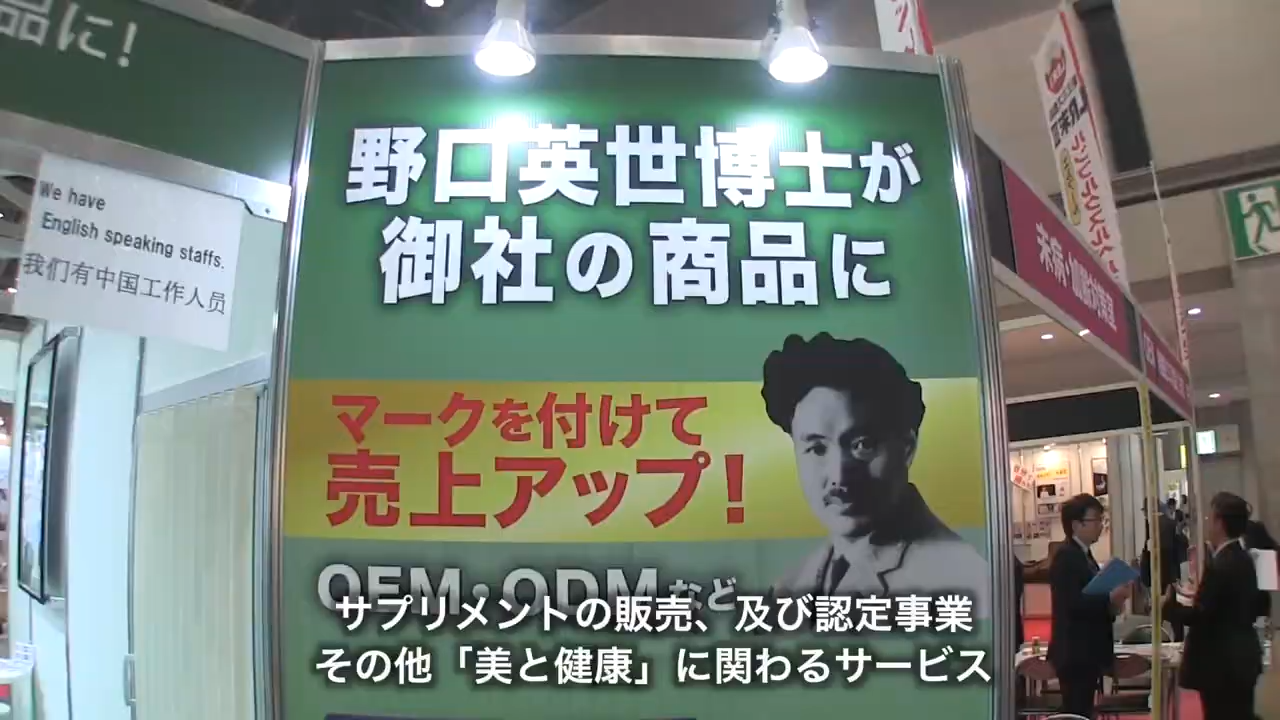 品に!
We have
English speaking staffs.
我们有中国工作人员
野口英世博士が
御社の商品に
マークを付けて
売上アップ!
OEM・ODMなど
サプリメントの販売、及び認定事業
その他「美と健康」に関わるサービス